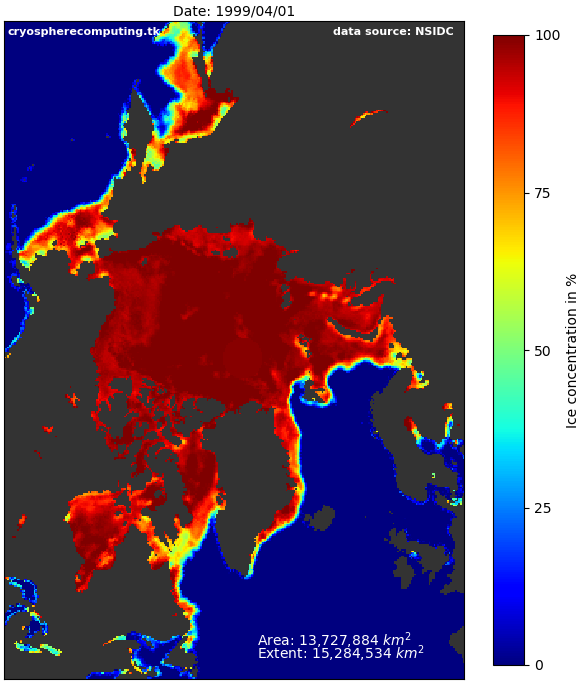 Date: 1999/04/01
cryospherecomputing.tk
data source: NSIDC
100
75
50
25
0
Ice concentration in %
Area: 13,727,884 km²
Extent: 15,284,534 km²